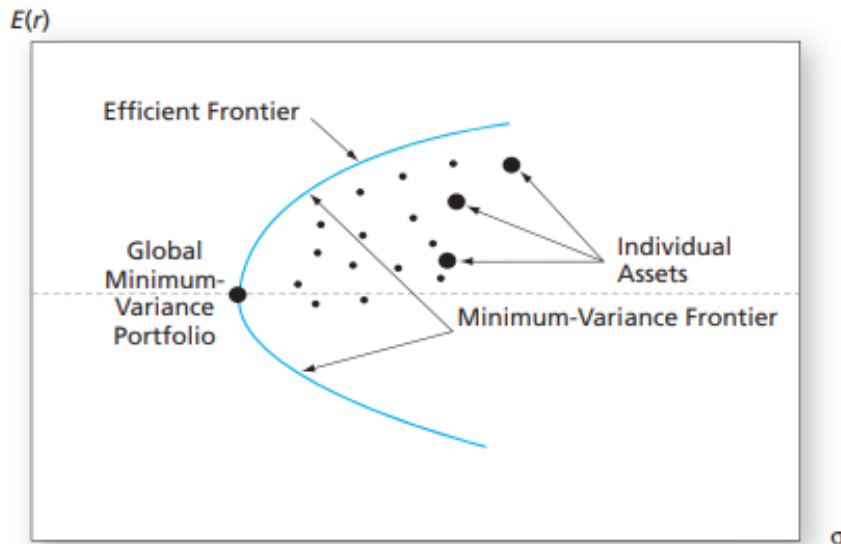 E(r)
Efficient Frontier
Global
Minimum-
Variance
Portfolio
Individual
Assets
Minimum-Variance Frontier